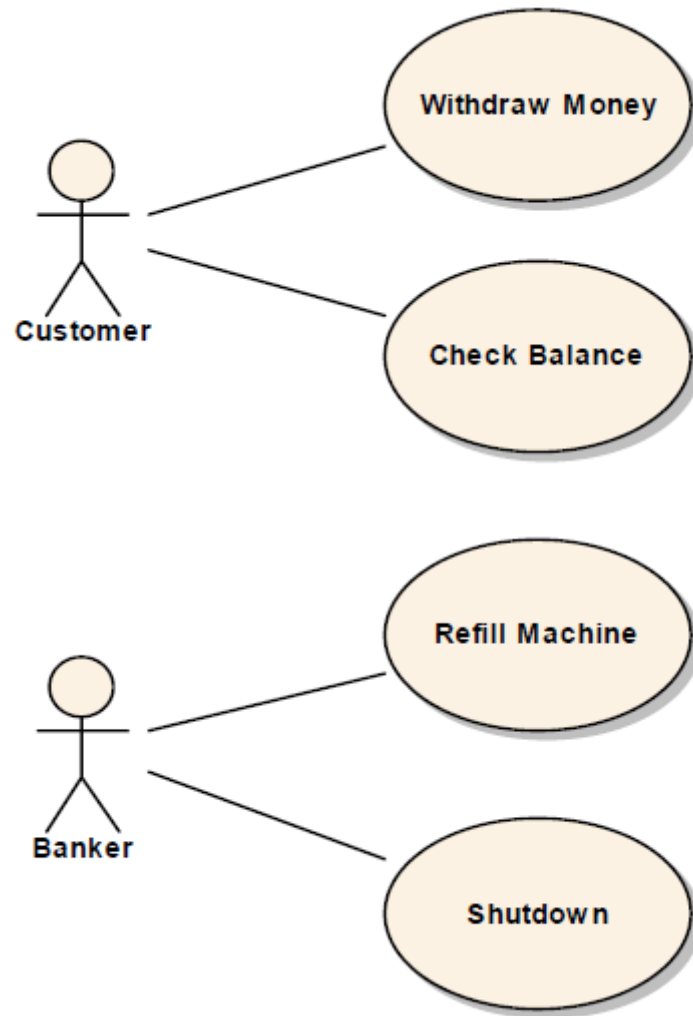 Withdraw Money
Customer
Check Balance
Refill Machine
Banker
Shutdown